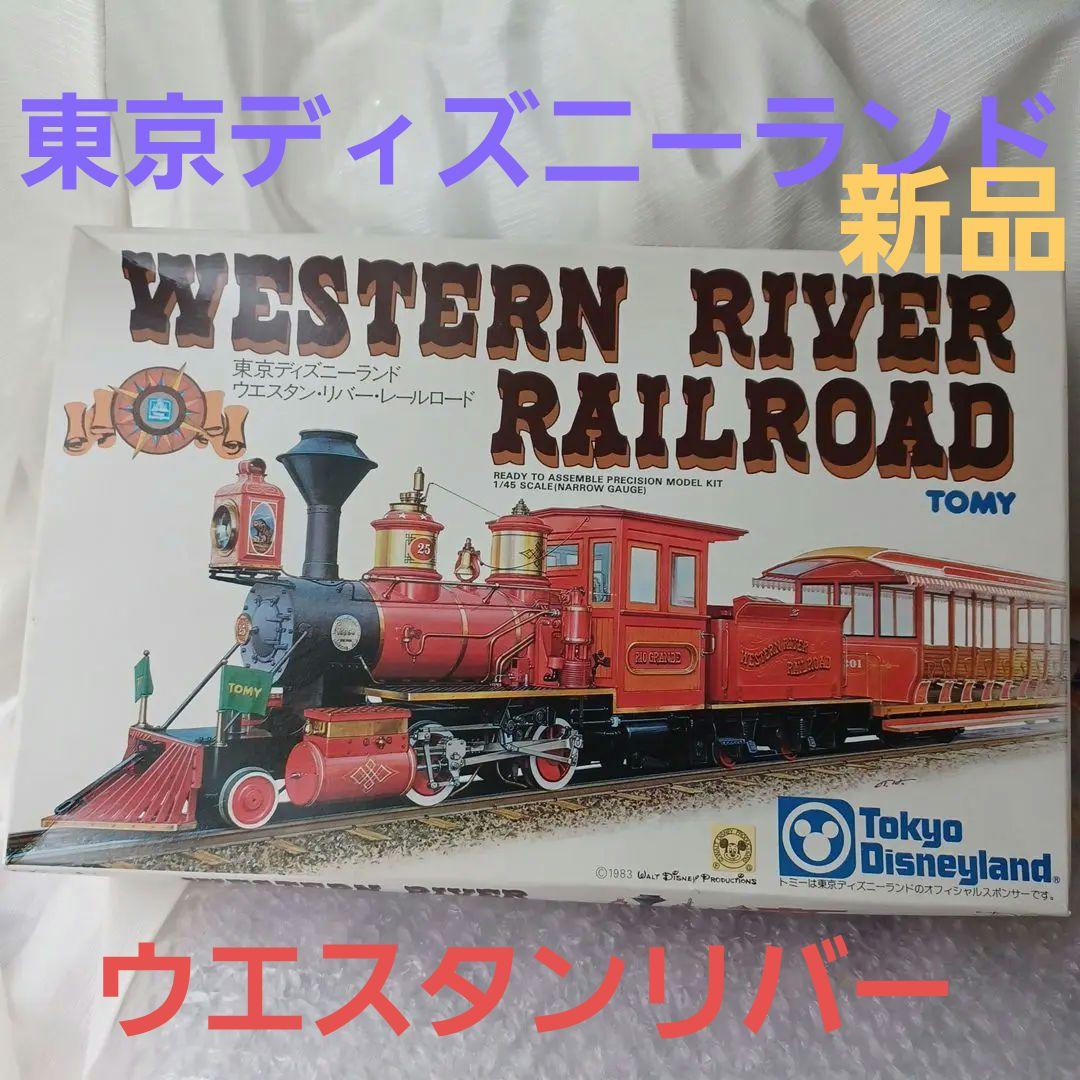 東京ディズニーランド
新品
WESTERN RIVER
RAILROAD
東京ディズニーランド
ウエスタン・リバー・レールロード
READY TO ASSEMBLE PRECISION MODEL KIT
1/45 SCALE(NARROW GAUGE)
TOMY
25
25
RIO GRANDE
WESTERN RIVER
RAILROAD
201
TOMY
Tokyo
Disneyland®
©1983 WALT DISNEY PRODUCTIONS
トミーは東京ディズニーランドのオフィシャルスポンサーです。
WESTERN RIVER
ウエスタンリバー